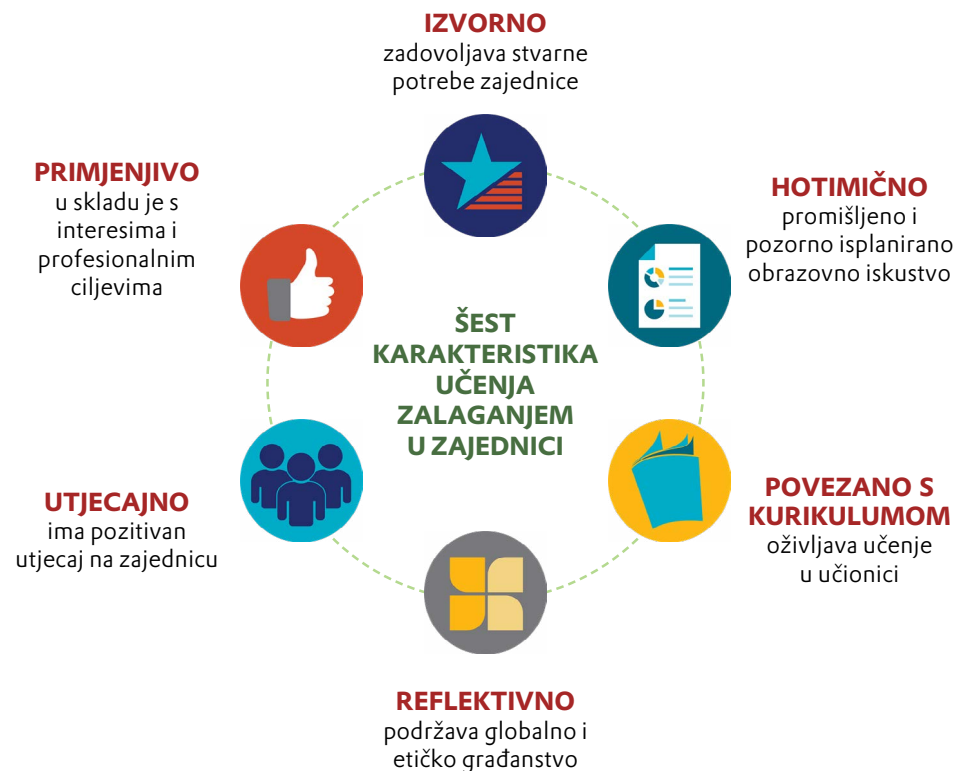 IZVORNO
zadovoljava stvarne
potrebe zajednice
HOTIMIČNO
promišljeno i
pozorno isplanirano
obrazovno iskustvo
POVEZANO S
KURIKULUMOM
oživljava učenje
u učionici
REFLEKTIVNO
podržava globalno i
etičko građanstvo
UTJECAJNO
ima pozitivan
utjecaj na zajednicu
PRIMJENJIVO
u skladu je s
interesima i
profesionalnim
ciljevima
ŠEST
KARAKTERISTIKA
UČENJA
ZALAGANJEM
U ZAJEDNICI